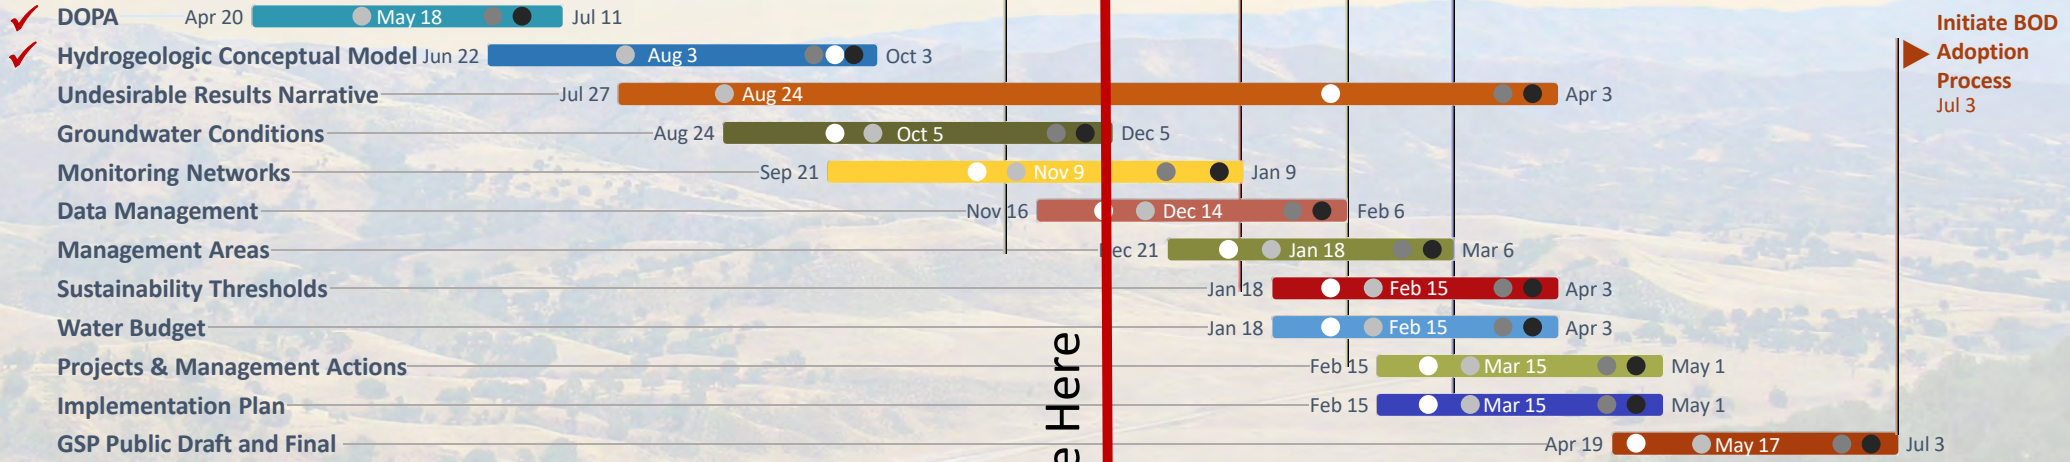 DOPA Apr 20 May 18 Jul 11
Hydrogeologic Conceptual Model Jun 22 Aug 3 Oct 3
Undesirable Results Narrative Jul 27 Aug 24 Apr 3
Groundwater Conditions Aug 24 Oct 5 Dec 5
Monitoring Networks Sep 21 Nov 9 Jan 9
Data Management Nov 16 Dec 14 Feb 6
Management Areas Dec 21 Jan 18 Mar 6
Sustainability Thresholds Jan 18 Feb 15 Apr 3
Water Budget Jan 18 Feb 15 Apr 3
Projects & Management Actions Feb 15 Mar 15 May 1
Implementation Plan Feb 15 Mar 15 May 1
GSP Public Draft and Final Apr 19 May 17 Jul 3
Initiate BOD
Adoption
Process
Jul 3
e Here